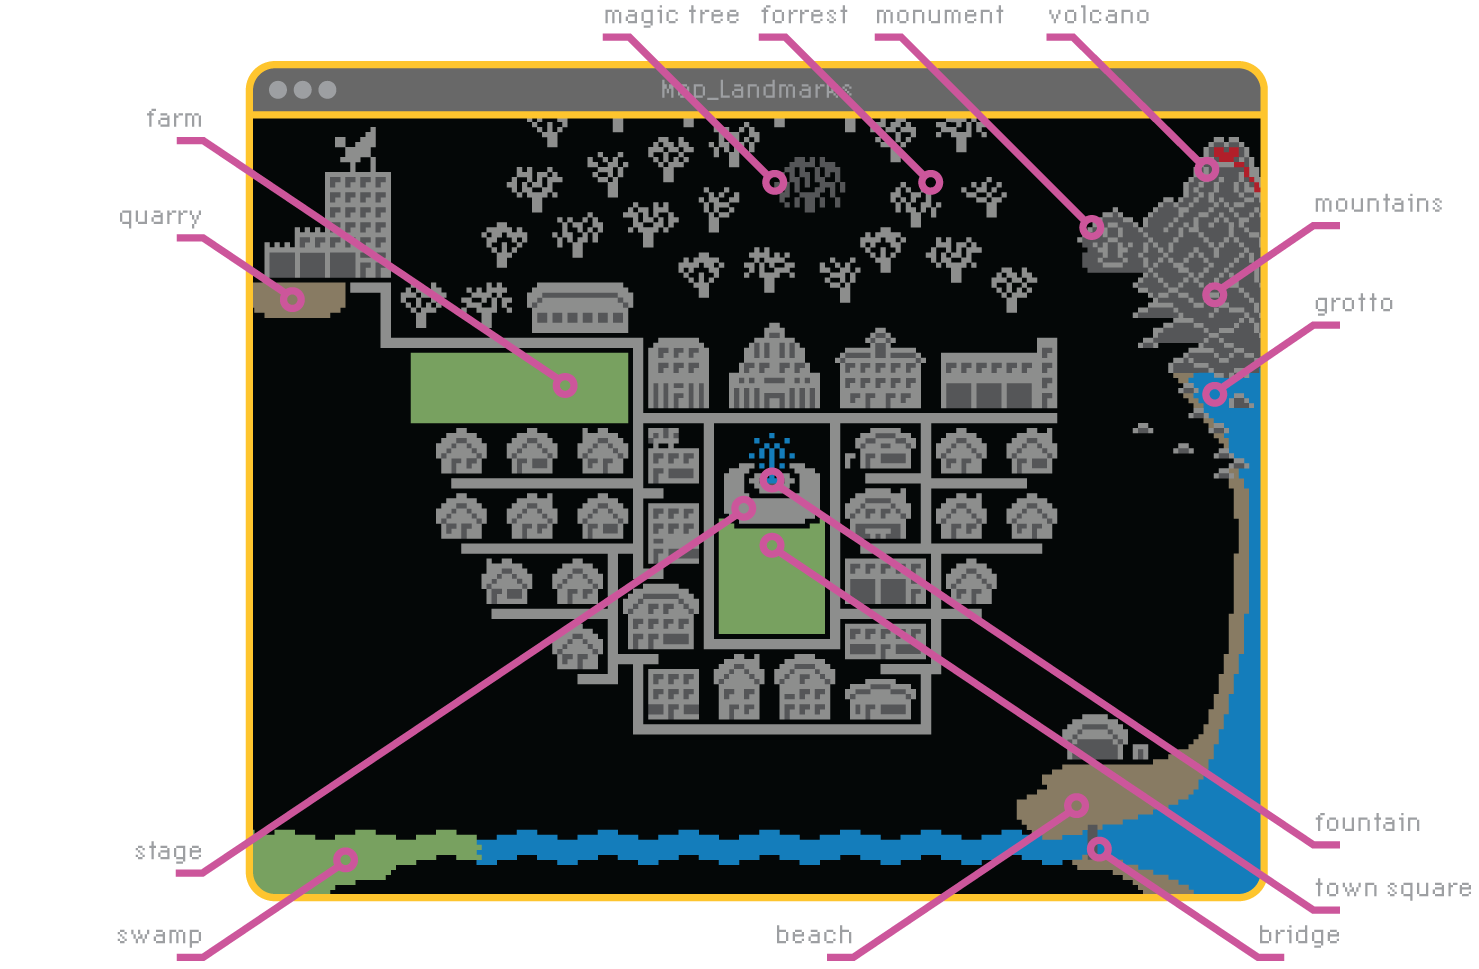 magic tree forrest monument volcano
Map_Landmarks
farm
quarry
mountains
grotto
stage
swamp
beach
fountain
town square
bridge